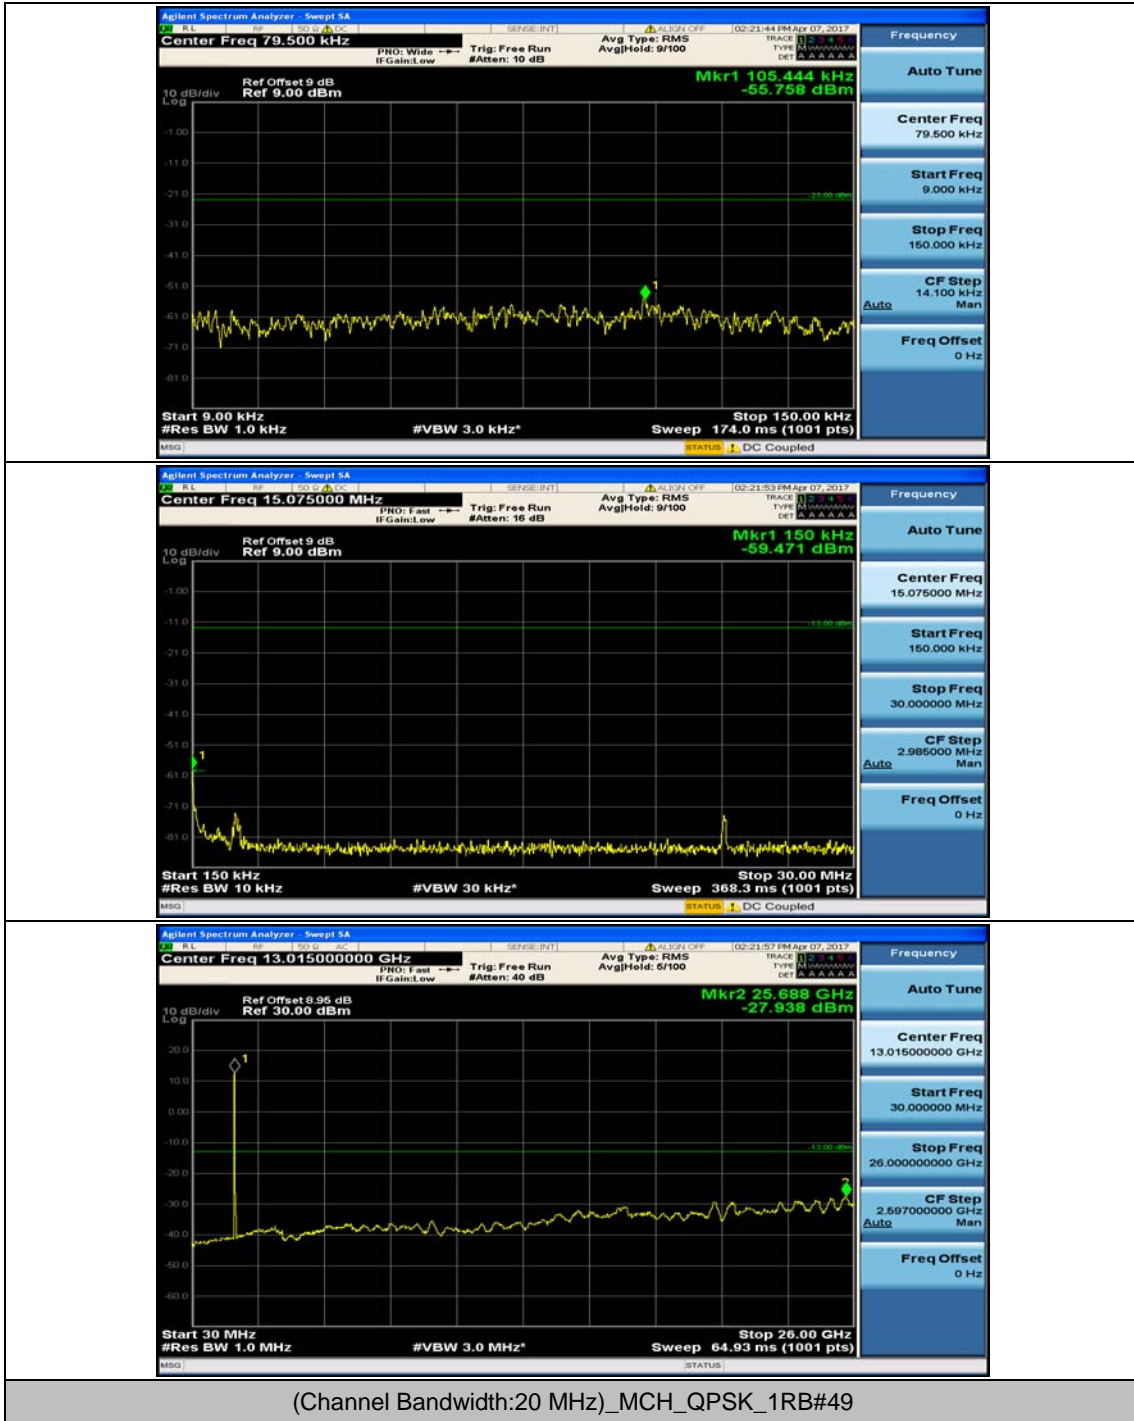 Agilent Spectrum Analyzer - Swept SA
RL RF 50 Ω DC SENSE:INT ALIGN OFF 02:21:44 PM Apr 07, 2017
Center Freq 79.500 kHz
PNO: Wide
IFGain:Low
Trig: Free Run
#Atten: 10 dB
Avg Type: RMS
Avg|Hold: 9/100
TRACE 1 2 3 4 5 6
TYPE M
DET A A A A A A
Frequency
Auto Tune
Ref Offset 9 dB
Ref 9.00 dBm
10 dB/div
Log
Mkr1 105.444 kHz
-55.758 dBm
-1.00
-11.0
-21.0
-31.0
-41.0
-51.0
-61.0
-71.0
-81.0
-21.00 dBm
1
Center Freq
79.500 kHz
Start Freq
9.000 kHz
Stop Freq
150.000 kHz
CF Step
14.100 kHz
Auto Man
Freq Offset
0 Hz
Start 9.00 kHz
Stop 150.00 kHz
#Res BW 1.0 kHz #VBW 3.0 kHz* Sweep 174.0 ms (1001 pts)
MSG STATUS DC Coupled
Agilent Spectrum Analyzer - Swept SA
RL RF 50 Ω DC SENSE:INT ALIGN OFF 02:21:53 PM Apr 07, 2017
Center Freq 15.075000 MHz
PNO: Fast
IFGain:Low
Trig: Free Run
#Atten: 16 dB
Avg Type: RMS
Avg|Hold: 9/100
TRACE 1 2 3 4 5 6
TYPE M
DET A A A A A A
Frequency
Auto Tune
Ref Offset 9 dB
Ref 9.00 dBm
10 dB/div
Log
Mkr1 150 kHz
-59.471 dBm
-1.00
-11.0
-21.0
-31.0
-41.0
-51.0
-61.0
-71.0
-81.0
-13.00 dBm
1
Center Freq
15.075000 MHz
Start Freq
150.000 kHz
Stop Freq
30.000000 MHz
CF Step
2.985000 MHz
Auto Man
Freq Offset
0 Hz
Start 150 kHz
Stop 30.00 MHz
#Res BW 10 kHz #VBW 30 kHz* Sweep 368.3 ms (1001 pts)
MSG STATUS DC Coupled
Agilent Spectrum Analyzer - Swept SA
RL RF 50 Ω AC SENSE:INT ALIGN OFF 02:21:57 PM Apr 07, 2017
Center Freq 13.015000000 GHz
PNO: Fast
IFGain:Low
Trig: Free Run
#Atten: 40 dB
Avg Type: RMS
Avg|Hold: 6/100
TRACE 1 2 3 4 5 6
TYPE M
DET A A A A A A
Frequency
Auto Tune
Ref Offset 8.95 dB
Ref 30.00 dBm
10 dB/div
Log
Mkr2 25.688 GHz
-27.938 dBm
20.0
10.0
0.00
-10.0
-20.0
-30.0
-40.0
-50.0
-60.0
-13.00 dBm
1
2
Center Freq
13.015000000 GHz
Start Freq
30.000000 MHz
Stop Freq
26.000000000 GHz
CF Step
2.597000000 GHz
Auto Man
Freq Offset
0 Hz
Start 30 MHz
Stop 26.00 GHz
#Res BW 1.0 MHz #VBW 3.0 MHz* Sweep 64.93 ms (1001 pts)
MSG STATUS
(Channel Bandwidth:20 MHz)_MCH_QPSK_1RB#49